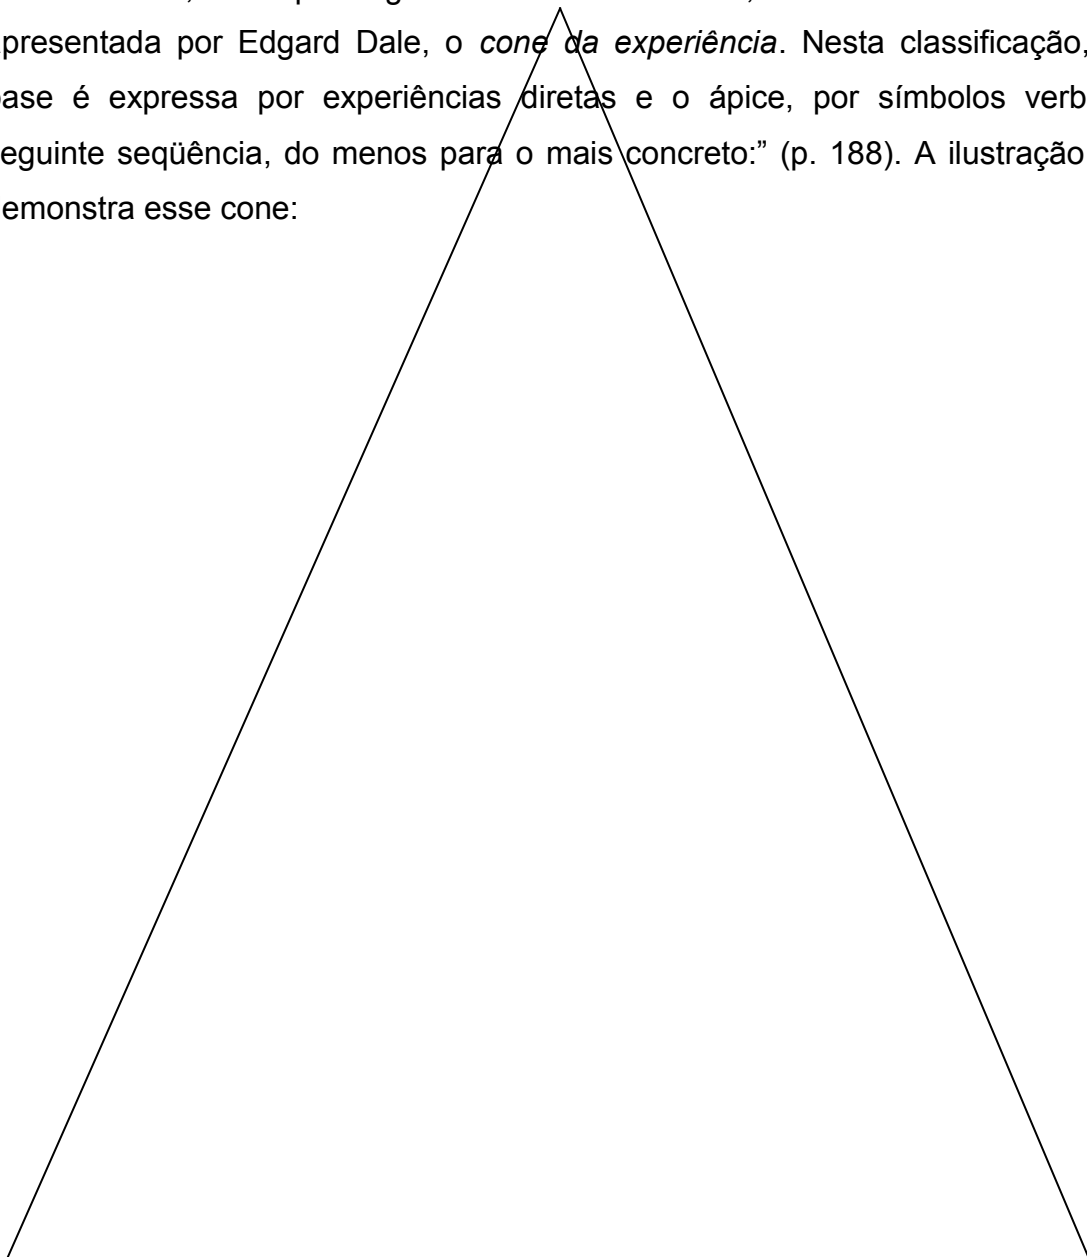 presentada por Edgard Dale, o cone da experiência. Nesta classificação,
ase é expressa por experiências diretas e o ápice, por símbolos verb
eguinte seqüência, do menos para o mais concreto:” (p. 188). A ilustração
emonstra esse cone: